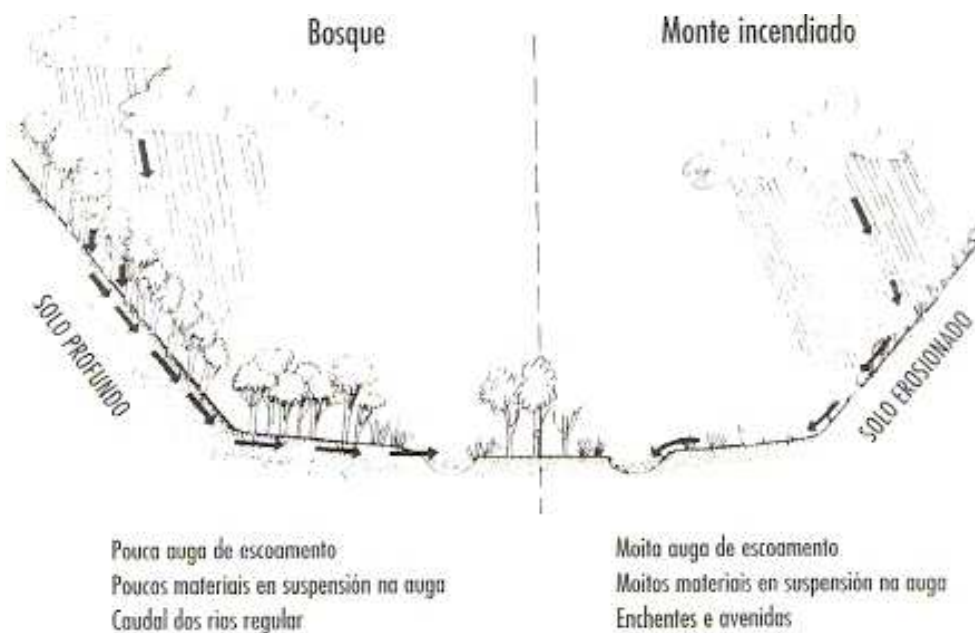 Bosque
Monte incendiado
SOLO PROFUNDO
SOLO EROSIONADO
Pouca auga de escoamento
Poucos materiais en suspensión na auga
Caudal dos rios regular
Moita auga de escoamento
Moitos materiais en suspensión na auga
Enchentes e avenidas